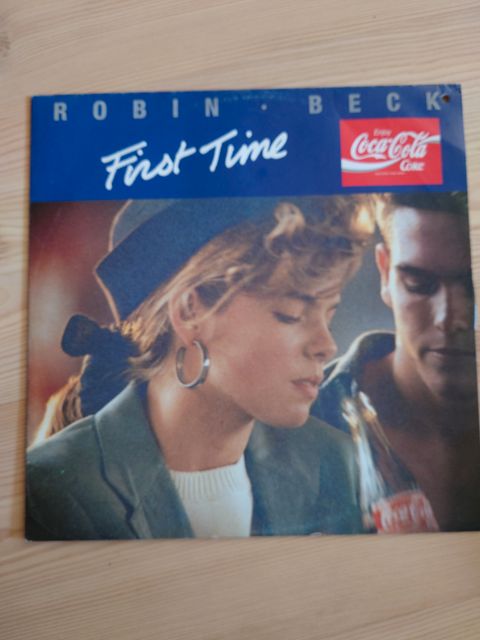 ROBIN · BECK
First Time
Enjoy
Coca-Cola
Coke